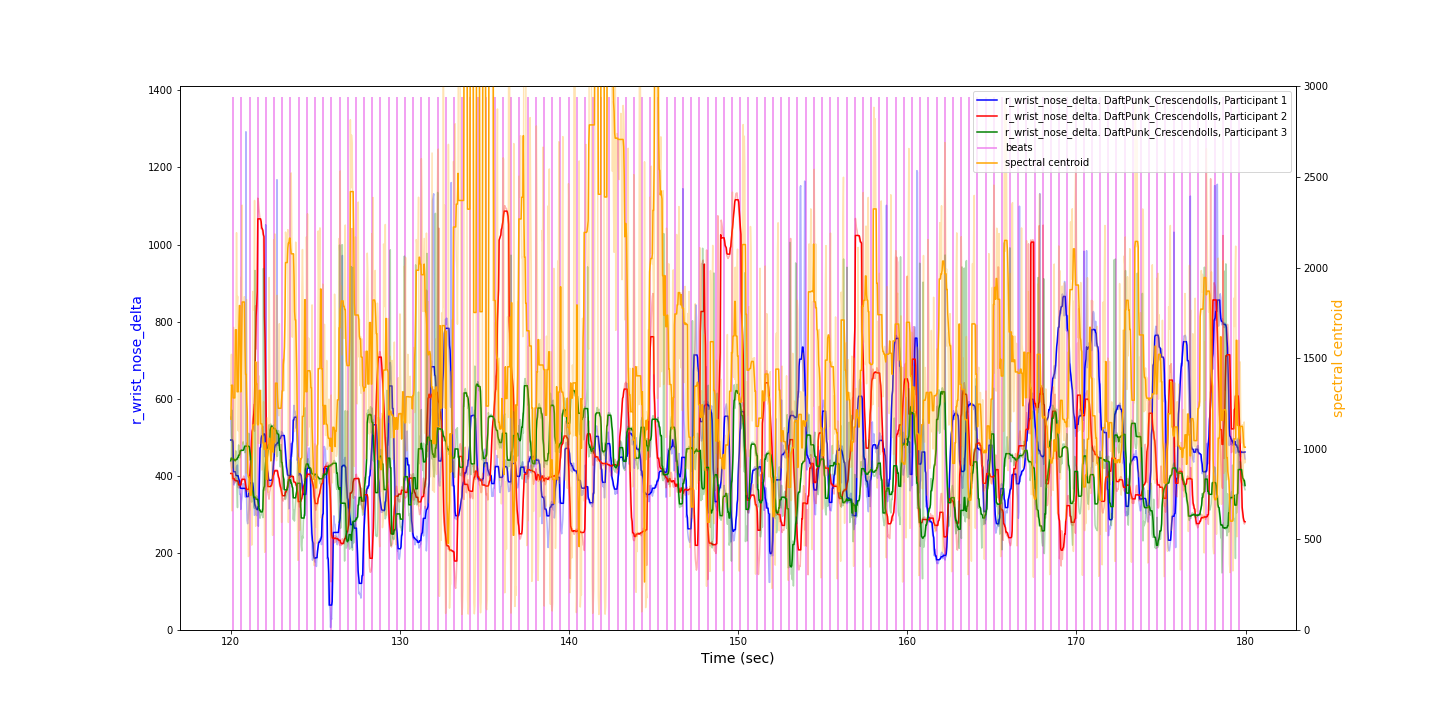 r_wrist_nose_delta. DaftPunk_Crescendolls, Participant 1
r_wrist_nose_delta. DaftPunk_Crescendolls, Participant 2
r_wrist_nose_delta. DaftPunk_Crescendolls, Participant 3
beats
spectral centroid
r_wrist_nose_delta
1400
1200
1000
800
600
400
200
0
3000
2500
2000
1500
1000
500
0
spectral centroid
120
130
140
150
160
170
180
Time (sec)